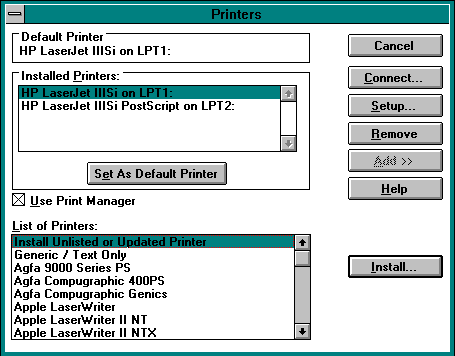 Printers
Default Printer
HP LaserJet IIISi on LPT1:
Cancel
Installed Printers:
HP LaserJet IIISi on LPT1:
HP LaserJet IIISi PostScript on LPT2:
Connect...
Setup...
Remove
Add >>
Help
Set As Default Printer
Use Print Manager
List of Printers:
Install Unlisted or Updated Printer
Generic / Text Only
Agfa 9000 Series PS
Agfa Compugraphic 400PS
Agfa Compugraphic Genics
Apple LaserWriter
Apple LaserWriter II NT
Apple LaserWriter II NTX
Install...